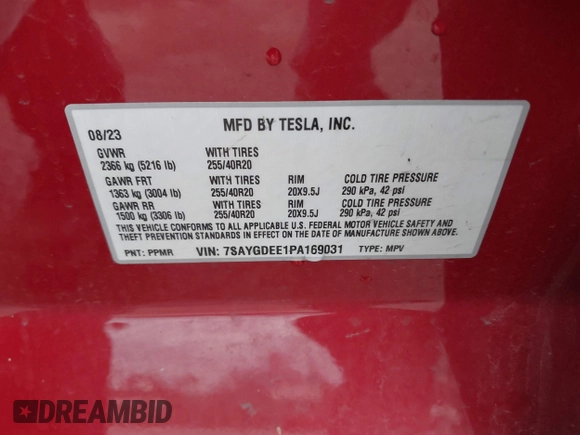 08/23 MFD BY TESLA, INC.
GVWR WITH TIRES
2366 kg (5216 lb) 255/40R20
GAWR FRT WITH TIRES RIM COLD TIRE PRESSURE
1363 kg (3004 lb) 255/40R20 20X9.5J 290 kPa, 42 psi
GAWR RR WITH TIRES RIM COLD TIRE PRESSURE
1500 kg (3306 lb) 255/40R20 20X9.5J 290 kPa, 42 psi
THIS VEHICLE CONFORMS TO ALL APPLICABLE U.S. FEDERAL MOTOR VEHICLE SAFETY AND
THEFT PREVENTION STANDARDS IN EFFECT ON THE DATE OF MANUFACTURE SHOWN ABOVE.
PNT: PPMR VIN: 7SAYGDEE1PA169031 TYPE: MPV
DREAMBID